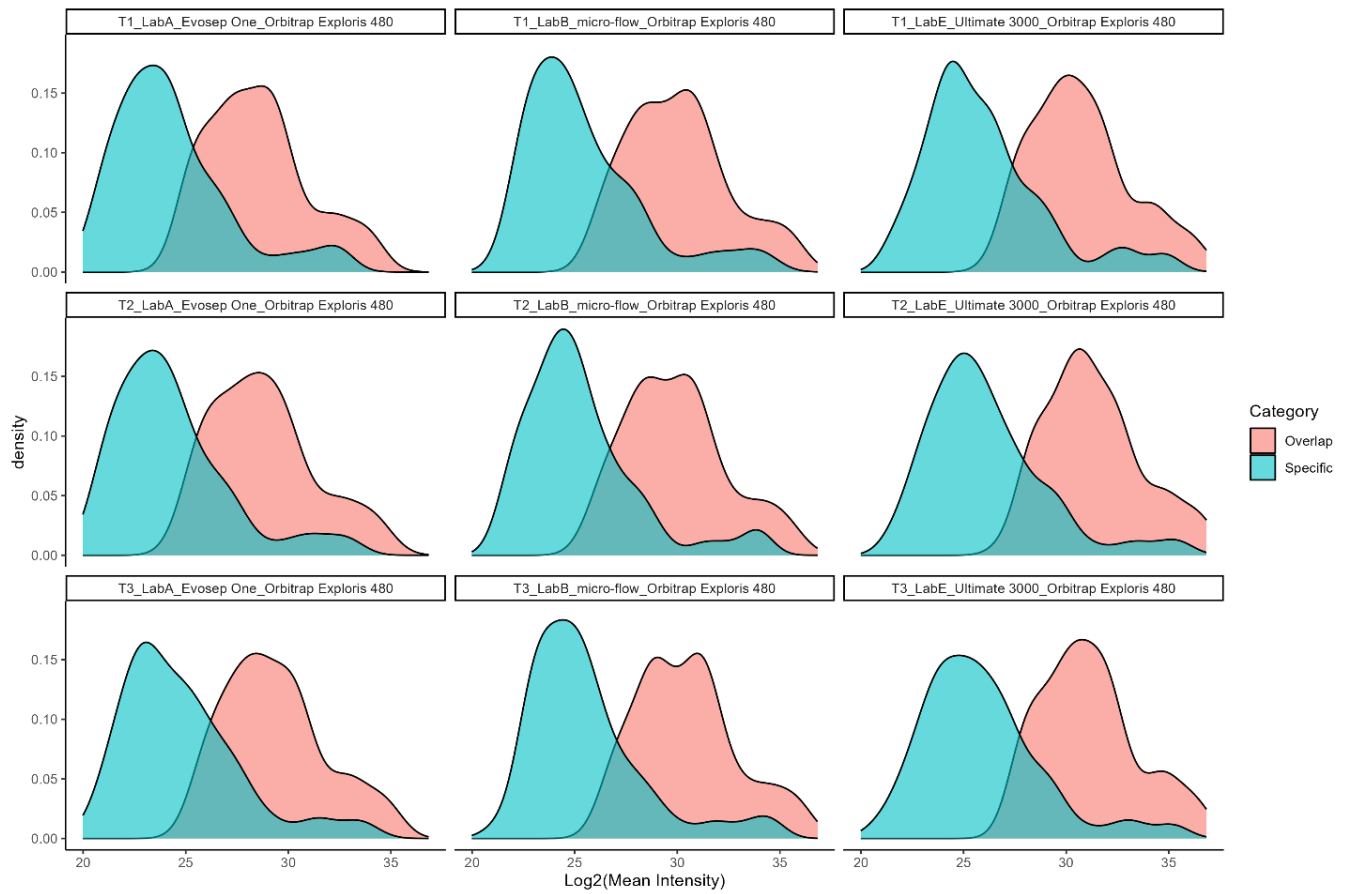 T1_LabA_Evosep One_Orbitrap Exploris 480
T1_LabB_micro-flow_Orbitrap Exploris 480
T1_LabE_Ultimate 3000_Orbitrap Exploris 480
0.15
0.10
0.05
0.00
T2_LabA_Evosep One_Orbitrap Exploris 480
T2_LabB_micro-flow_Orbitrap Exploris 480
T2_LabE_Ultimate 3000_Orbitrap Exploris 480
0.15
0.10
0.05
0.00
density
Category
Overlap
Specific
T3_LabA_Evosep One_Orbitrap Exploris 480
T3_LabB_micro-flow_Orbitrap Exploris 480
T3_LabE_Ultimate 3000_Orbitrap Exploris 480
0.15
0.10
0.05
0.00
20 25 30 35
20 25 30 35
20 25 30 35
Log2(Mean Intensity)